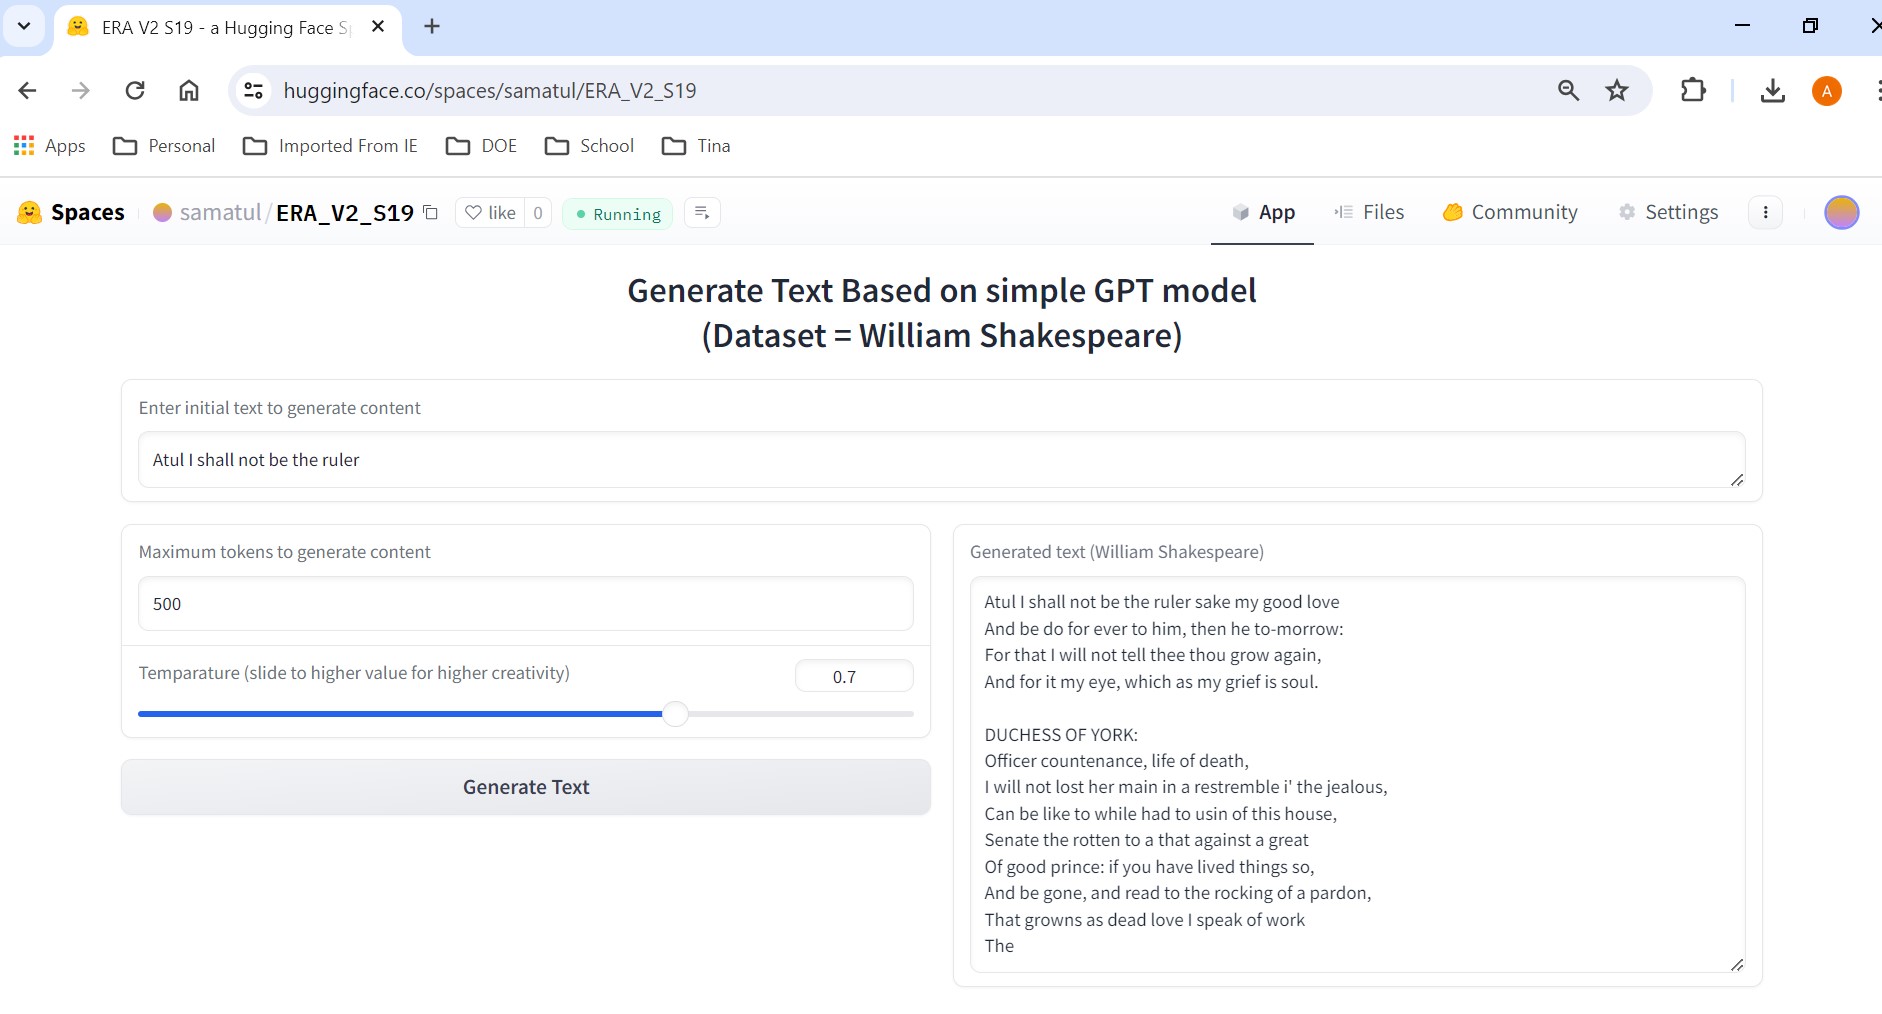 ERA V2 S19 - a Hugging Face S
huggingface.co/spaces/samatul/ERA_V2_S19
A
Apps Personal Imported From IE DOE School Tina
Spaces samatul/ERA_V2_S19 like 0 Running App Files Community Settings
Generate Text Based on simple GPT model
(Dataset = William Shakespeare)
Enter initial text to generate content
Atul I shall not be the ruler
Maximum tokens to generate content
500
Temparature (slide to higher value for higher creativity) 0.7
Generate Text
Generated text (William Shakespeare)
Atul I shall not be the ruler sake my good love
And be do for ever to him, then he to-morrow:
For that I will not tell thee thou grow again,
And for it my eye, which as my grief is soul.
DUCHESS OF YORK:
Officer countenance, life of death,
I will not lost her main in a restremble i' the jealous,
Can be like to while had to usin of this house,
Senate the rotten to a that against a great
Of good prince: if you have lived things so,
And be gone, and read to the rocking of a pardon,
That growns as dead love I speak of work
The